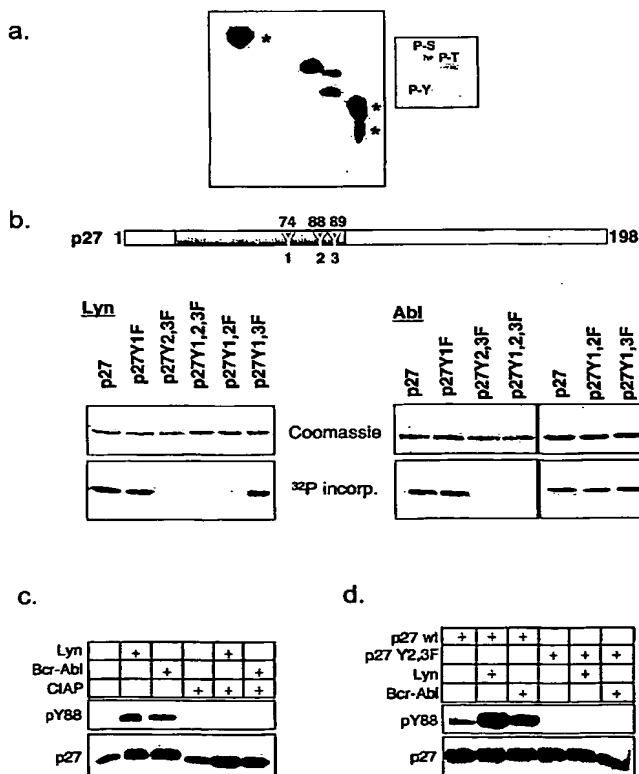 a.
*
P-S
P-T
P-Y
*
*
b.
74 88 89
p27 1 198
1 2 3
Lyn
p27
p27Y1F
p27Y2,3F
p27Y1,2,3F
p27Y1,2F
p27Y1,3F
Abl
p27
p27Y1F
p27Y2,3F
p27Y1,2,3F
p27
p27Y1,2F
p27Y1,3F
Coomassie
32P incorp.
c.
Lyn + +
Bcr-Abl + +
CIAP + + +
pY88
p27
d.
p27 wt + + +
p27 Y2,3F + + +
Lyn + +
Bcr-Abl + +
pY88
p27